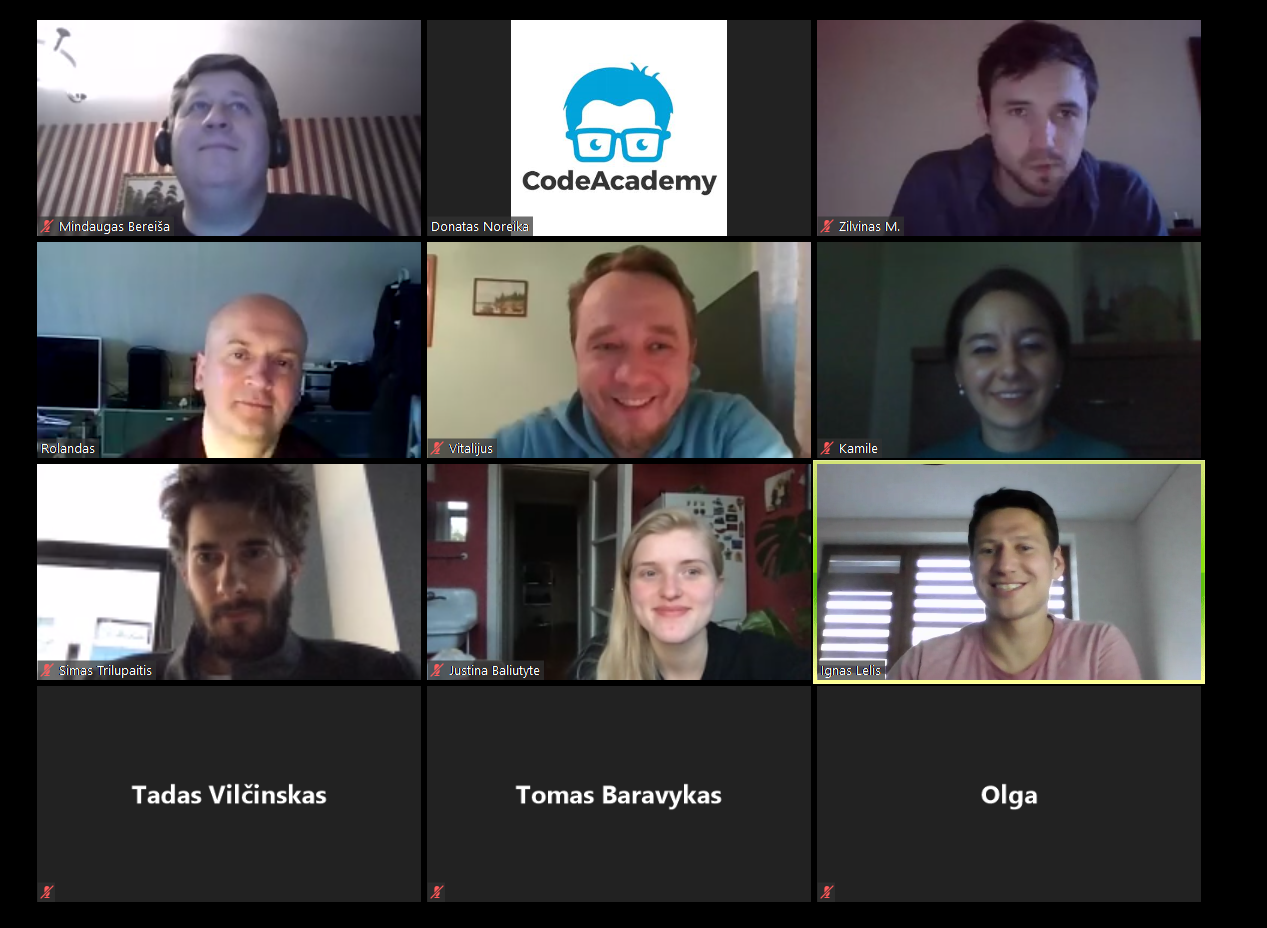 CodeAcademy
Mindaugas Bereiša
Donatas Noreika
Zilvinas M.
Rolandas
Vitalijus
Kamile
Simas Trilupaitis
Justina Baliutyte
Ignas Lelis
Tadas Vilčinskas
Tomas Baravykas
Olga